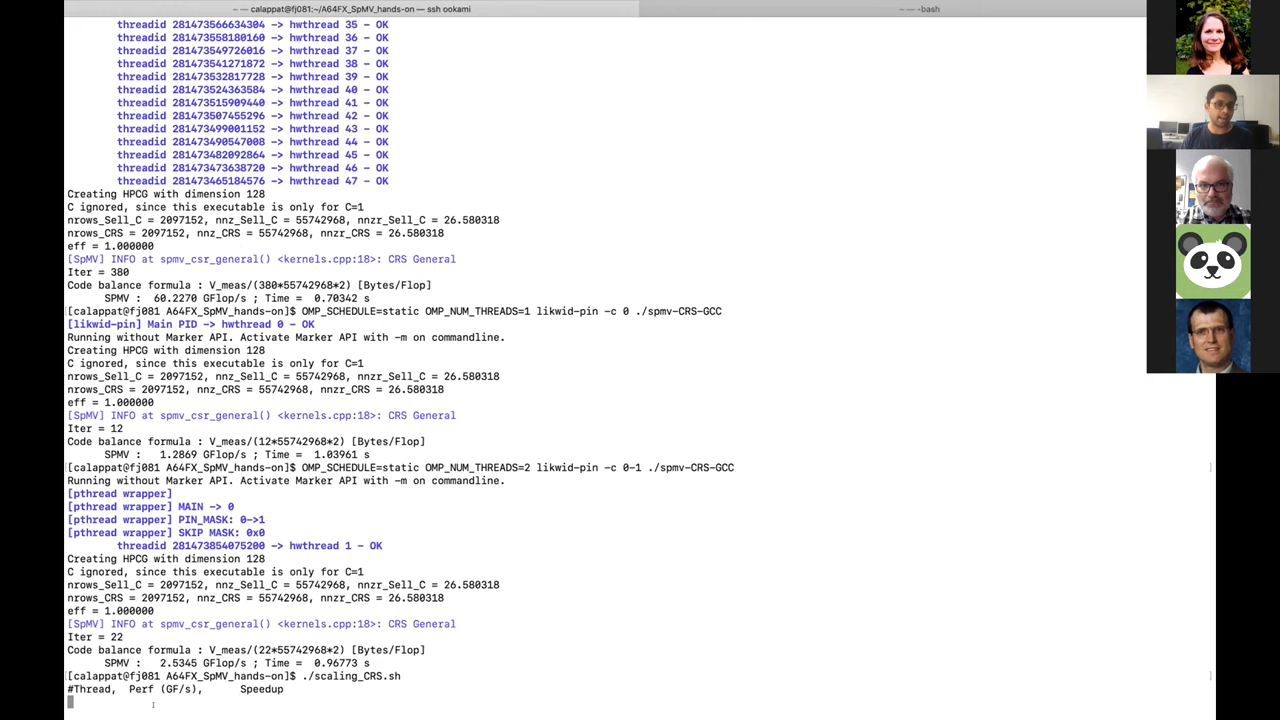 calappat@fj081:~/A64FX_SpMV_hands-on — ssh ookami
-bash
threadid 281473566634304 -> hwthread 35 - OK
threadid 281473558180160 -> hwthread 36 - OK
threadid 281473549726016 -> hwthread 37 - OK
threadid 281473541271872 -> hwthread 38 - OK
threadid 281473532817728 -> hwthread 39 - OK
threadid 281473524363584 -> hwthread 40 - OK
threadid 281473515909440 -> hwthread 41 - OK
threadid 281473507455296 -> hwthread 42 - OK
threadid 281473499001152 -> hwthread 43 - OK
threadid 281473490547008 -> hwthread 44 - OK
threadid 281473482092864 -> hwthread 45 - OK
threadid 281473473638720 -> hwthread 46 - OK
threadid 281473465184576 -> hwthread 47 - OK
Creating HPCG with dimension 128
C ignored, since this executable is only for C=1
nrows_Sell_C = 2097152, nnz_Sell_C = 55742968, nnzr_Sell_C = 26.580318
nrows_CRS = 2097152, nnz_CRS = 55742968, nnzr_CRS = 26.580318
eff = 1.000000
[SpMV] INFO at spmv_csr_general() <kernels.cpp:18>: CRS General
Iter = 380
Code balance formula : V_meas/(380*55742968*2) [Bytes/Flop]
SPMV : 60.2270 GFlop/s ; Time = 0.70342 s
[calappat@fj081 A64FX_SpMV_hands-on]$ OMP_SCHEDULE=static OMP_NUM_THREADS=1 likwid-pin -c 0 ./spmv-CRS-GCC
[likwid-pin] Main PID -> hwthread 0 - OK
Running without Marker API. Activate Marker API with -m on commandline.
Creating HPCG with dimension 128
C ignored, since this executable is only for C=1
nrows_Sell_C = 2097152, nnz_Sell_C = 55742968, nnzr_Sell_C = 26.580318
nrows_CRS = 2097152, nnz_CRS = 55742968, nnzr_CRS = 26.580318
eff = 1.000000
[SpMV] INFO at spmv_csr_general() <kernels.cpp:18>: CRS General
Iter = 12
Code balance formula : V_meas/(12*55742968*2) [Bytes/Flop]
SPMV : 1.2869 GFlop/s ; Time = 1.03961 s
[calappat@fj081 A64FX_SpMV_hands-on]$ OMP_SCHEDULE=static OMP_NUM_THREADS=2 likwid-pin -c 0-1 ./spmv-CRS-GCC
Running without Marker API. Activate Marker API with -m on commandline.
[pthread wrapper]
[pthread wrapper] MAIN -> 0
[pthread wrapper] PIN_MASK: 0->1
[pthread wrapper] SKIP MASK: 0x0
threadid 281473854075200 -> hwthread 1 - OK
Creating HPCG with dimension 128
C ignored, since this executable is only for C=1
nrows_Sell_C = 2097152, nnz_Sell_C = 55742968, nnzr_Sell_C = 26.580318
nrows_CRS = 2097152, nnz_CRS = 55742968, nnzr_CRS = 26.580318
eff = 1.000000
[SpMV] INFO at spmv_csr_general() <kernels.cpp:18>: CRS General
Iter = 22
Code balance formula : V_meas/(22*55742968*2) [Bytes/Flop]
SPMV : 2.5345 GFlop/s ; Time = 0.96773 s
[calappat@fj081 A64FX_SpMV_hands-on]$ ./scaling_CRS.sh
#Thread, Perf (GF/s), Speedup